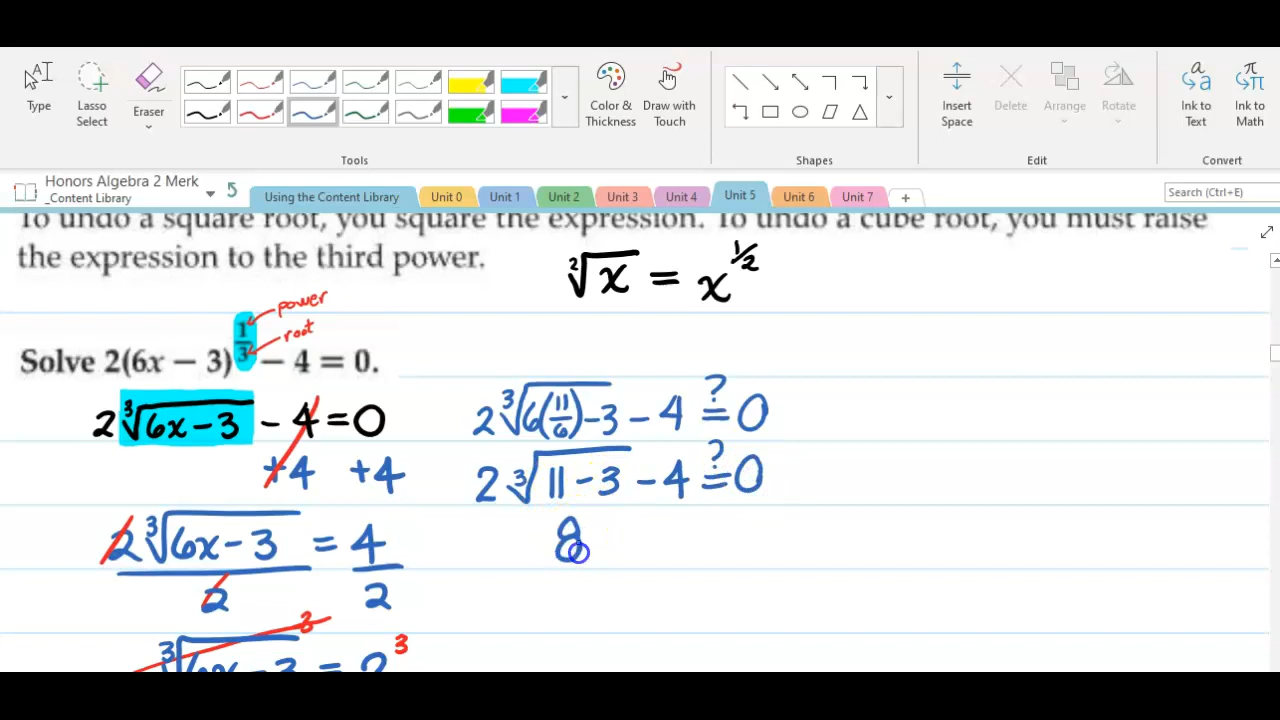 Type
Lasso Select
Eraser
Color & Thickness
Draw with Touch
Insert Space
Delete
Arrange
Rotate
Ink to Text
Ink to Math
Tools
Shapes
Edit
Convert
Honors Algebra 2 Merk _Content Library
Using the Content Library
Unit 0
Unit 1
Unit 2
Unit 3
Unit 4
Unit 5
Unit 6
Unit 7
Search (Ctrl+E)
To undo a square root, you square the expression. To undo a cube root, you must raise
the expression to the third power.
²√x = x^1/2
power
root
Solve 2(6x − 3)^1/3 − 4 = 0.
2 ³√6x − 3 − 4 = 0
+4 +4
2 ³√6x − 3 = 4
2 2
³√6x − 3 = 2³
2 ³√6(11/6) − 3 − 4 ≟ 0
2 ³√11 − 3 − 4 ≟ 0
8